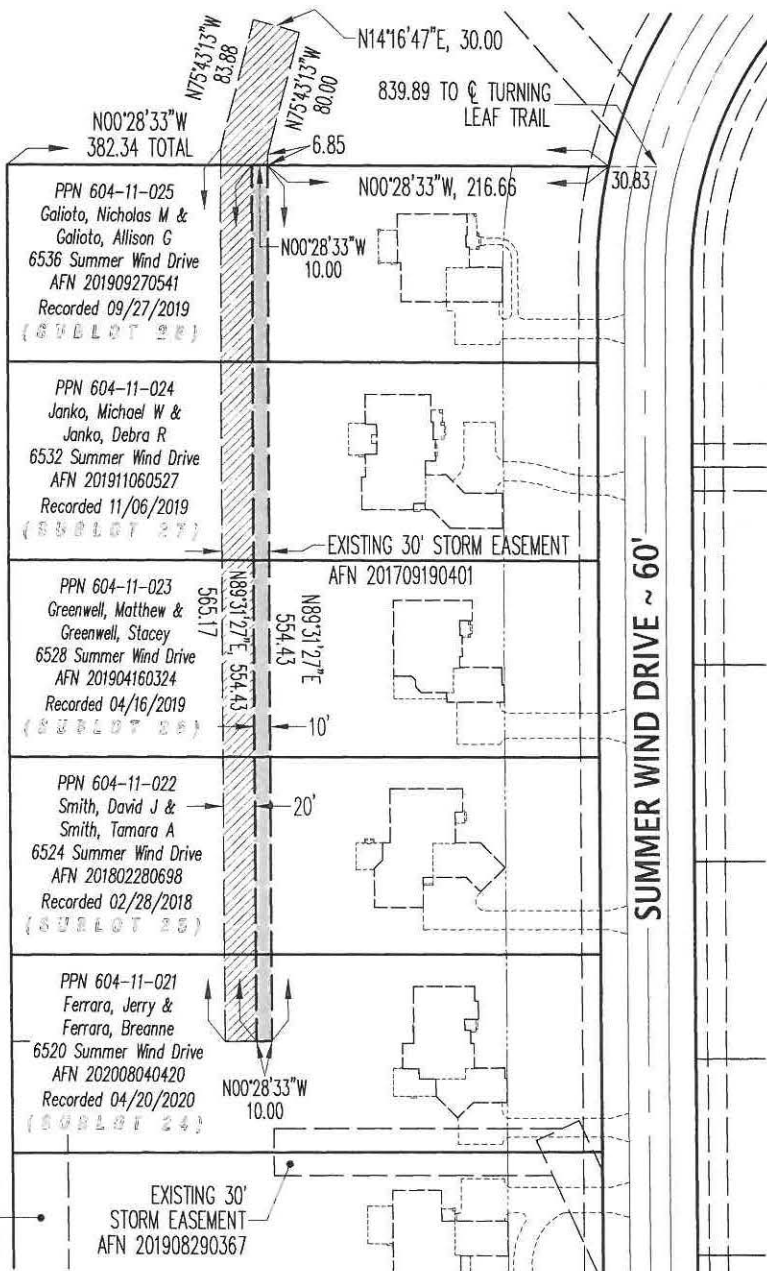 N14°16'47"E, 30.00
N75°43'13"W
83.88
N75°43'13"W
80.00
839.89 TO ℄ TURNING
LEAF TRAIL
N00°28'33"W
382.34 TOTAL
6.85
N00°28'33"W, 216.66
30.83
N00°28'33"W
10.00
PPN 604-11-025
Galioto, Nicholas M &
Galioto, Allison G
6536 Summer Wind Drive
AFN 201909270541
Recorded 09/27/2019
(SUBLOT 28)
PPN 604-11-024
Janko, Michael W &
Janko, Debra R
6532 Summer Wind Drive
AFN 201911060527
Recorded 11/06/2019
(SUBLOT 27)
EXISTING 30' STORM EASEMENT
AFN 201709190401
PPN 604-11-023
Greenwell, Matthew &
Greenwell, Stacey
6528 Summer Wind Drive
AFN 201904160324
Recorded 04/16/2019
(SUBLOT 26)
565.17
N89°31'27"E 554.43
N89°31'27"E
554.43
10'
SUMMER WIND DRIVE ~ 60'
PPN 604-11-022
Smith, David J &
Smith, Tamara A
6524 Summer Wind Drive
AFN 201802280698
Recorded 02/28/2018
(SUBLOT 25)
20'
PPN 604-11-021
Ferrara, Jerry &
Ferrara, Breanne
6520 Summer Wind Drive
AFN 202008040420
Recorded 04/20/2020
(SUBLOT 24)
N00°28'33"W
10.00
EXISTING 30'
STORM EASEMENT
AFN 201908290367